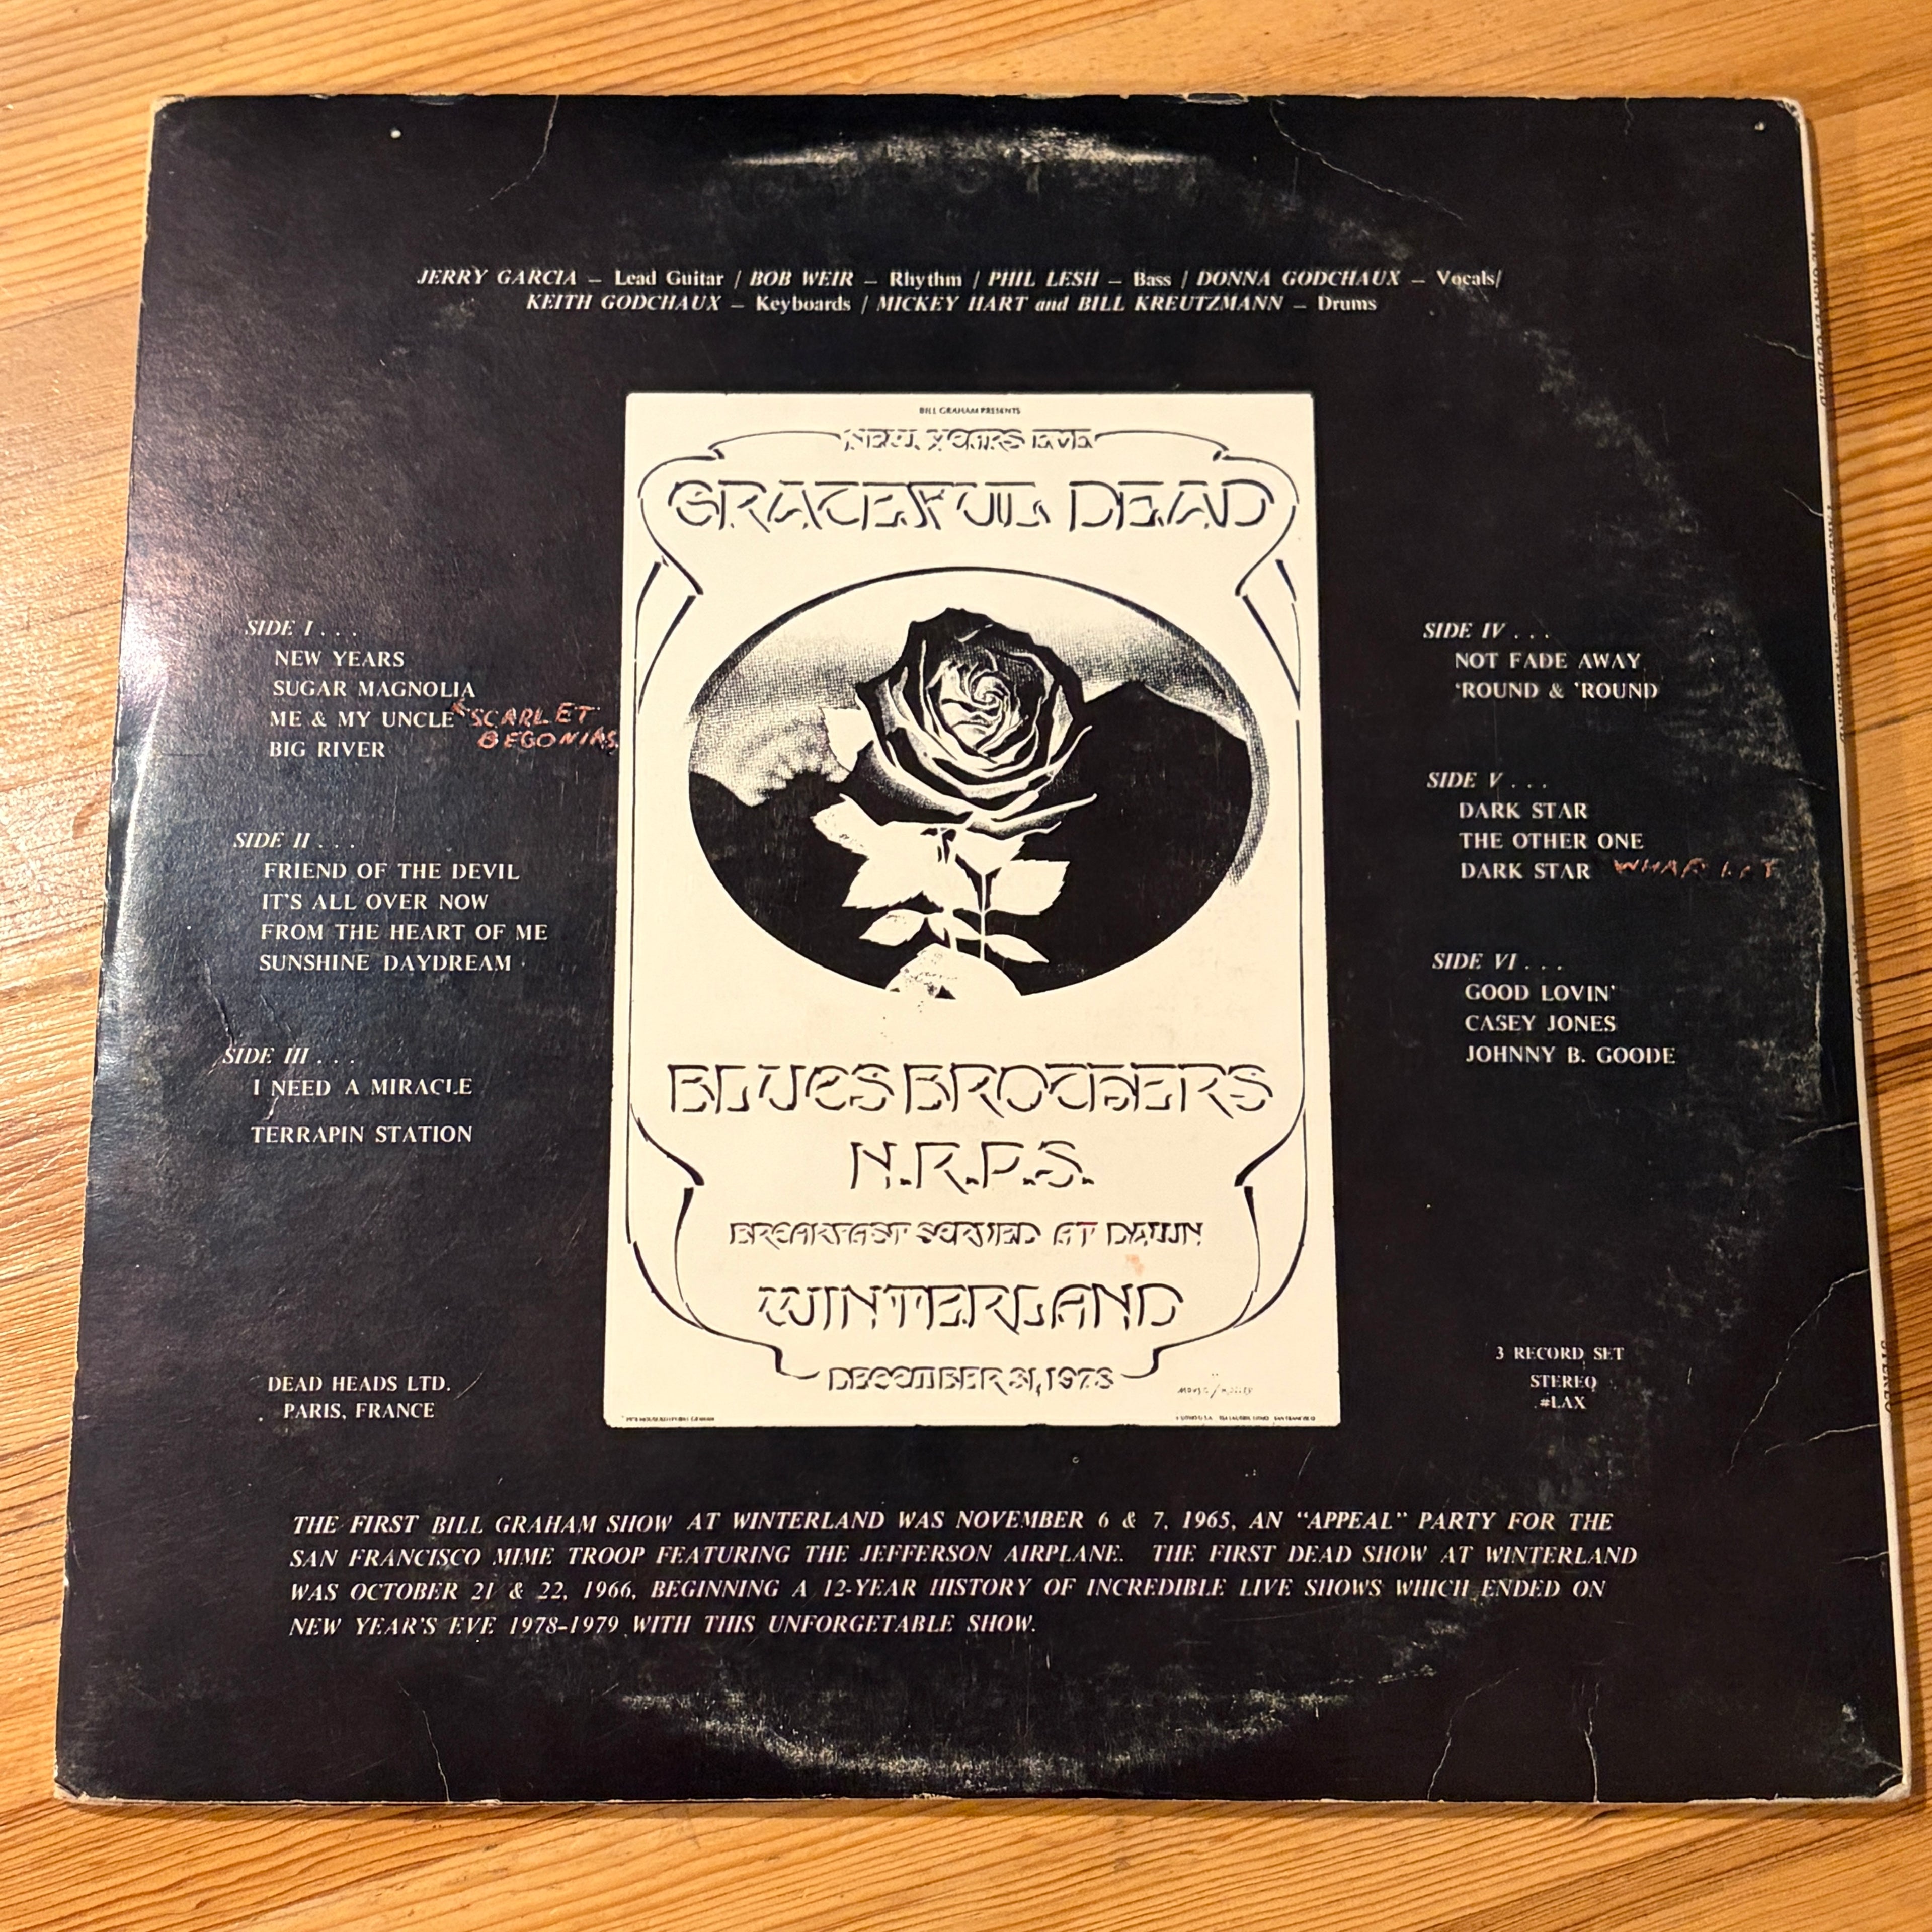 JERRY GARCIA – Lead Guitar / BOB WEIR – Rhythm / PHIL LESH – Bass / DONNA GODCHAUX – Vocals/
KEITH GODCHAUX – Keyboards / MICKEY HART and BILL KREUTZMANN – Drums
SIDE I . . .
NEW YEARS
SUGAR MAGNOLIA
ME & MY UNCLE
SCARLET
BEGONIAS
BIG RIVER
SIDE II . . .
FRIEND OF THE DEVIL
IT'S ALL OVER NOW
FROM THE HEART OF ME
SUNSHINE DAYDREAM
SIDE III . . .
I NEED A MIRACLE
TERRAPIN STATION
DEAD HEADS LTD.
PARIS, FRANCE
BILL GRAHAM PRESENTS
NEW YEARS EVE
GRATEFUL DEAD
BLUES BROTHERS
N.R.P.S.
BREAKFAST SERVED AT DAWN
WINTERLAND
DECEMBER 31, 1978
SIDE IV . . .
NOT FADE AWAY
'ROUND & 'ROUND
SIDE V . . .
DARK STAR
THE OTHER ONE
DARK STAR
SIDE VI . . .
GOOD LOVIN'
CASEY JONES
JOHNNY B. GOODE
3 RECORD SET
STEREO
#LAX
THE FIRST BILL GRAHAM SHOW AT WINTERLAND WAS NOVEMBER 6 & 7, 1965, AN "APPEAL" PARTY FOR THE
SAN FRANCISCO MIME TROOP FEATURING THE JEFFERSON AIRPLANE. THE FIRST DEAD SHOW AT WINTERLAND
WAS OCTOBER 21 & 22, 1966, BEGINNING A 12-YEAR HISTORY OF INCREDIBLE LIVE SHOWS WHICH ENDED ON
NEW YEAR'S EVE 1978-1979 WITH THIS UNFORGETABLE SHOW.